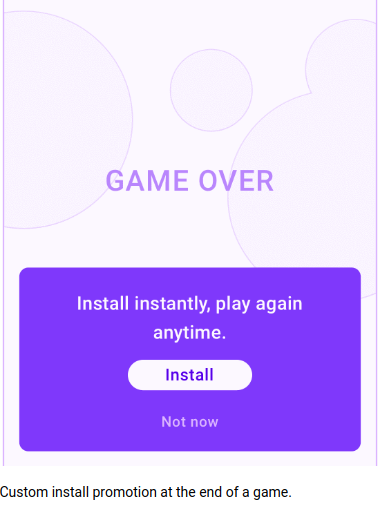 GAME OVER
Install instantly, play again
anytime.
Install
Not now
Custom install promotion at the end of a game.